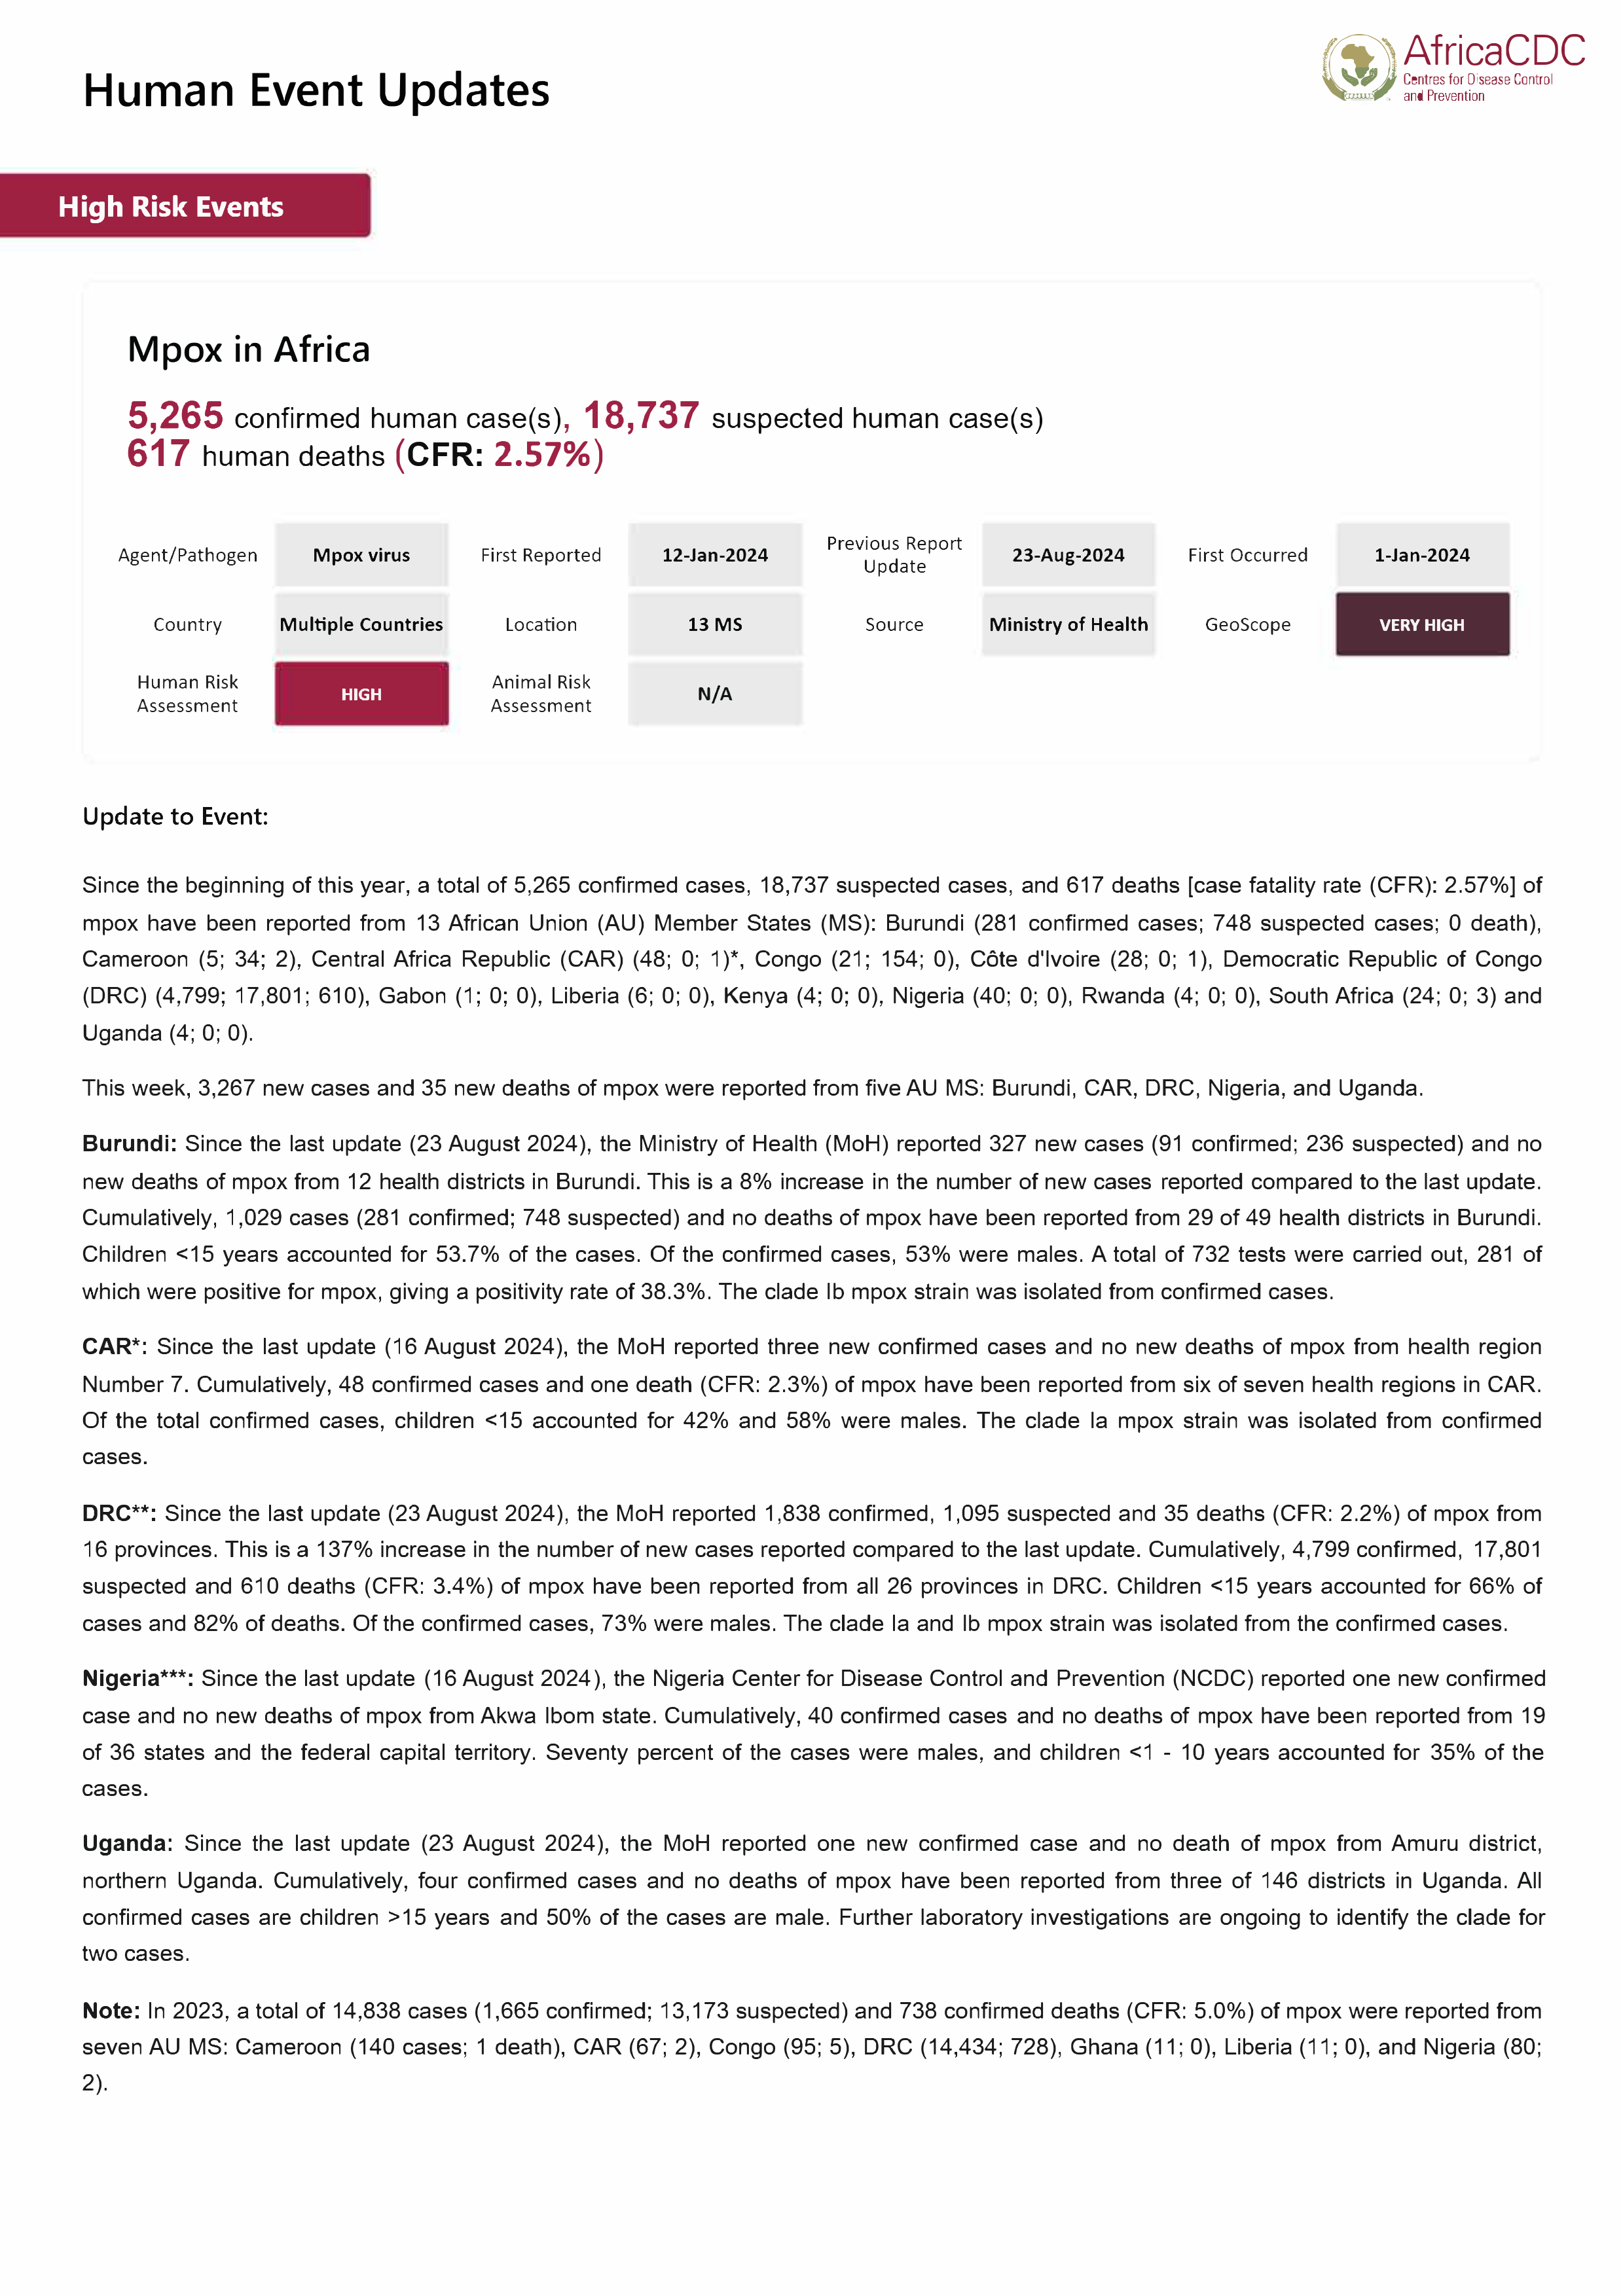 AfricaCDC
Centres for Disease Control
and Prevention
Human Event Updates
High Risk Events
Mpox in Africa
5,265 confirmed human case(s), 18,737 suspected human case(s)
617 human deaths (CFR: 2.57%)
Agent/Pathogen Mpox virus First Reported 12-Jan-2024 Previous Report Update 23-Aug-2024 First Occurred 1-Jan-2024
Country Multiple Countries Location 13 MS Source Ministry of Health GeoScope VERY HIGH
Human Risk Assessment HIGH Animal Risk Assessment N/A
Update to Event:
Since the beginning of this year, a total of 5,265 confirmed cases, 18,737 suspected cases, and 617 deaths [case fatality rate (CFR): 2.57%] of
mpox have been reported from 13 African Union (AU) Member States (MS): Burundi (281 confirmed cases; 748 suspected cases; 0 death),
Cameroon (5; 34; 2), Central Africa Republic (CAR) (48; 0; 1)*, Congo (21; 154; 0), Côte d'Ivoire (28; 0; 1), Democratic Republic of Congo
(DRC) (4,799; 17,801; 610), Gabon (1; 0; 0), Liberia (6; 0; 0), Kenya (4; 0; 0), Nigeria (40; 0; 0), Rwanda (4; 0; 0), South Africa (24; 0; 3) and
Uganda (4; 0; 0).
This week, 3,267 new cases and 35 new deaths of mpox were reported from five AU MS: Burundi, CAR, DRC, Nigeria, and Uganda.
Burundi: Since the last update (23 August 2024), the Ministry of Health (MoH) reported 327 new cases (91 confirmed; 236 suspected) and no
new deaths of mpox from 12 health districts in Burundi. This is a 8% increase in the number of new cases reported compared to the last update.
Cumulatively, 1,029 cases (281 confirmed; 748 suspected) and no deaths of mpox have been reported from 29 of 49 health districts in Burundi.
Children <15 years accounted for 53.7% of the cases. Of the confirmed cases, 53% were males. A total of 732 tests were carried out, 281 of
which were positive for mpox, giving a positivity rate of 38.3%. The clade Ib mpox strain was isolated from confirmed cases.
CAR*: Since the last update (16 August 2024), the MoH reported three new confirmed cases and no new deaths of mpox from health region
Number 7. Cumulatively, 48 confirmed cases and one death (CFR: 2.3%) of mpox have been reported from six of seven health regions in CAR.
Of the total confirmed cases, children <15 accounted for 42% and 58% were males. The clade Ia mpox strain was isolated from confirmed
cases.
DRC**: Since the last update (23 August 2024), the MoH reported 1,838 confirmed, 1,095 suspected and 35 deaths (CFR: 2.2%) of mpox from
16 provinces. This is a 137% increase in the number of new cases reported compared to the last update. Cumulatively, 4,799 confirmed, 17,801
suspected and 610 deaths (CFR: 3.4%) of mpox have been reported from all 26 provinces in DRC. Children <15 years accounted for 66% of
cases and 82% of deaths. Of the confirmed cases, 73% were males. The clade Ia and Ib mpox strain was isolated from the confirmed cases.
Nigeria***: Since the last update (16 August 2024), the Nigeria Center for Disease Control and Prevention (NCDC) reported one new confirmed
case and no new deaths of mpox from Akwa Ibom state. Cumulatively, 40 confirmed cases and no deaths of mpox have been reported from 19
of 36 states and the federal capital territory. Seventy percent of the cases were males, and children <1 - 10 years accounted for 35% of the
cases.
Uganda: Since the last update (23 August 2024), the MoH reported one new confirmed case and no death of mpox from Amuru district,
northern Uganda. Cumulatively, four confirmed cases and no deaths of mpox have been reported from three of 146 districts in Uganda. All
confirmed cases are children >15 years and 50% of the cases are male. Further laboratory investigations are ongoing to identify the clade for
two cases.
Note: In 2023, a total of 14,838 cases (1,665 confirmed; 13,173 suspected) and 738 confirmed deaths (CFR: 5.0%) of mpox were reported from
seven AU MS: Cameroon (140 cases; 1 death), CAR (67; 2), Congo (95; 5), DRC (14,434; 728), Ghana (11; 0), Liberia (11; 0), and Nigeria (80;
2).